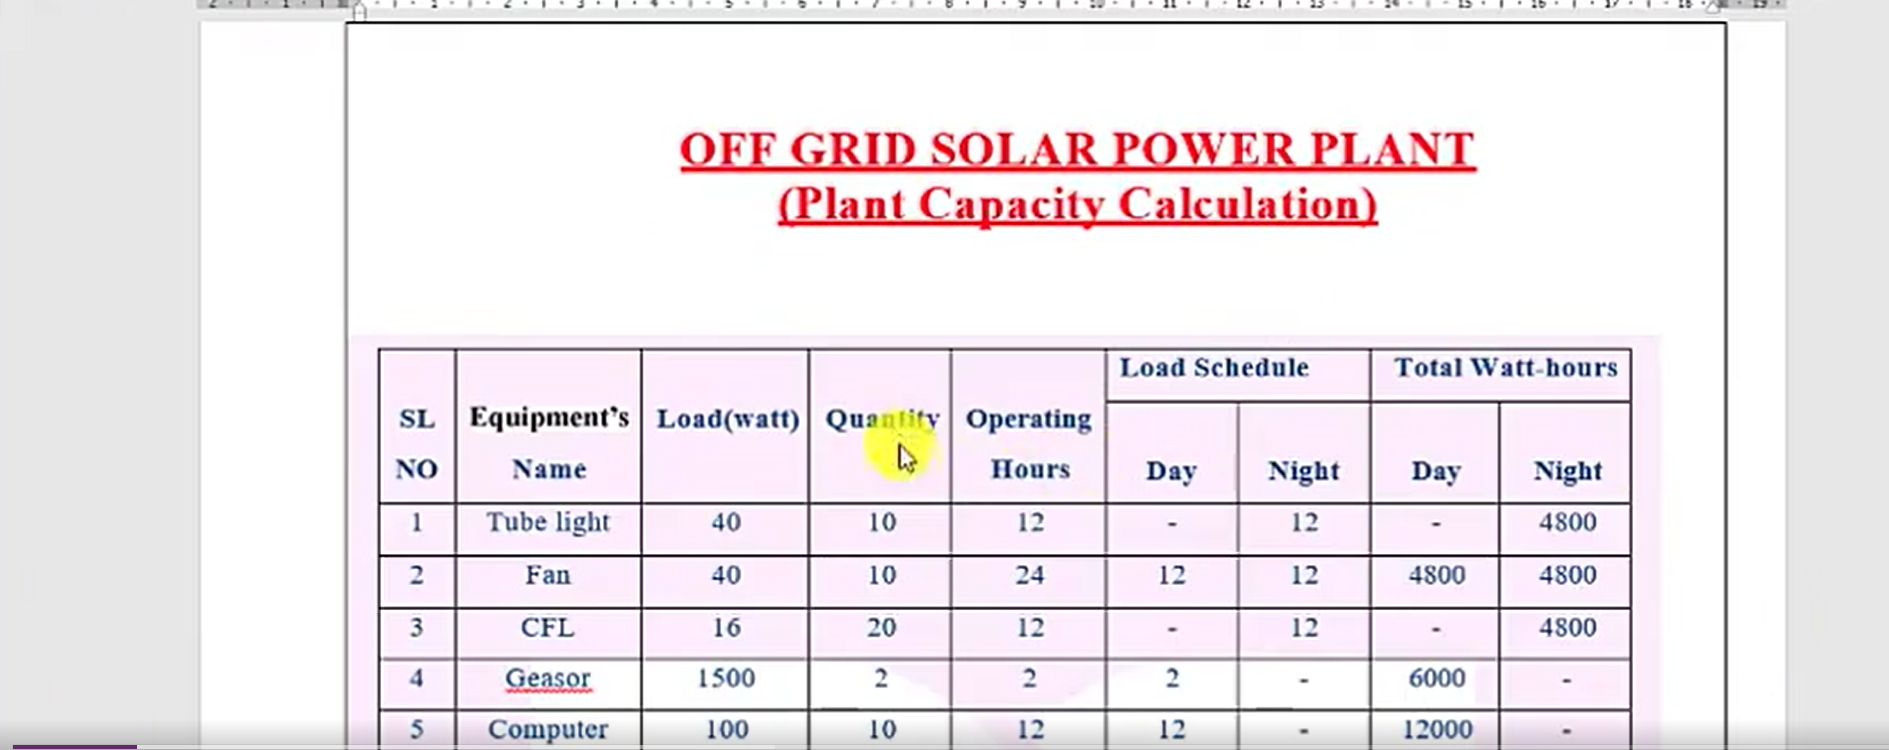 OFF GRID SOLAR POWER PLANT
(Plant Capacity Calculation)
SL NO Equipment's Name Load(watt) Quantity Operating Hours Load Schedule Total Watt-hours
Day Night Day Night
1 Tube light 40 10 12 - 12 - 4800
2 Fan 40 10 24 12 12 4800 4800
3 CFL 16 20 12 - 12 - 4800
4 Geasor 1500 2 2 2 - 6000 -
5 Computer 100 10 12 12 - 12000 -